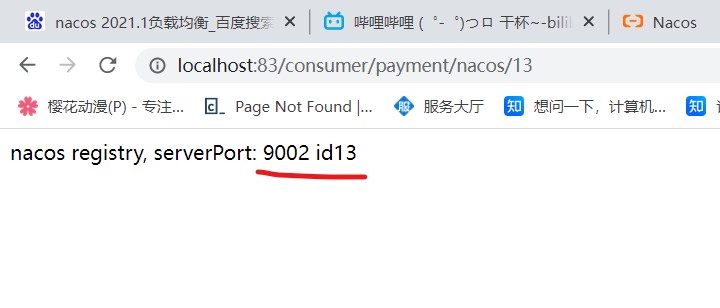 nacos 2021.1负载均衡_百度搜索
哔哩哔哩 (゜-゜)つロ 干杯~-bili
Nacos
localhost:83/consumer/payment/nacos/13
樱花动漫(P) - 专注...
Page Not Found |...
服务大厅
想问一下，计算机...
nacos registry, serverPort: 9002 id13